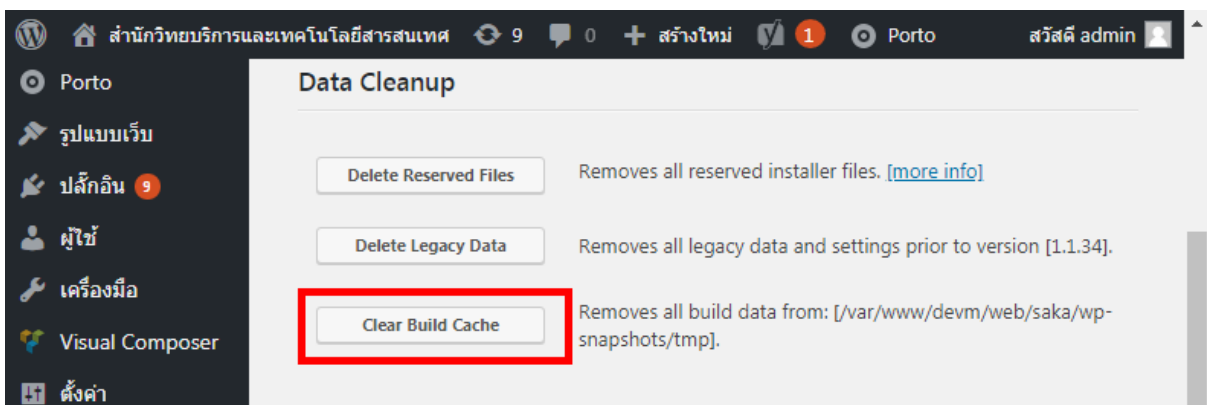 สำนักวิทยบริการและเทคโนโลยีสารสนเทศ 9 0 + สร้างใหม่ 1 Porto สวัสดี admin
Porto
รูปแบบเว็บ
ปลั๊กอิน 9
ผู้ใช้
เครื่องมือ
Visual Composer
ตั้งค่า
Data Cleanup
Delete Reserved Files Removes all reserved installer files. [more info]
Delete Legacy Data Removes all legacy data and settings prior to version [1.1.34].
Clear Build Cache Removes all build data from: [/var/www/devm/web/saka/wp-
snapshots/tmp].